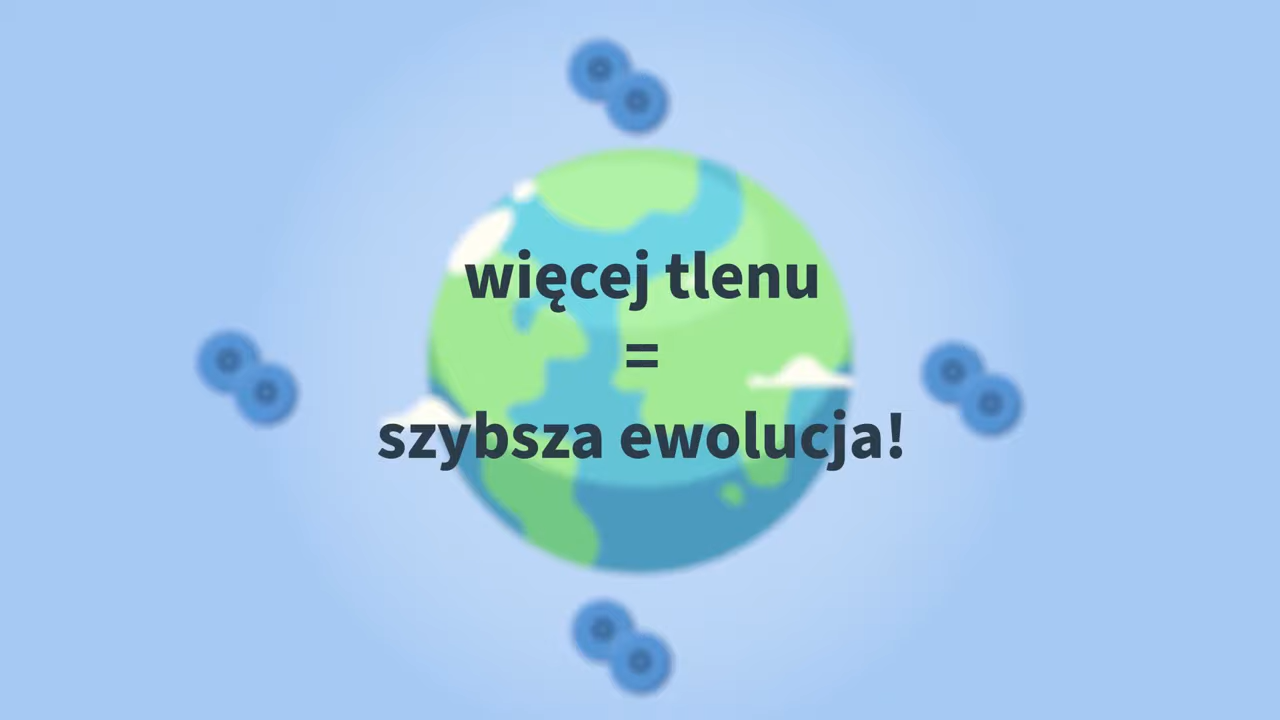 więcej tlenu
=
szybsza ewolucja!